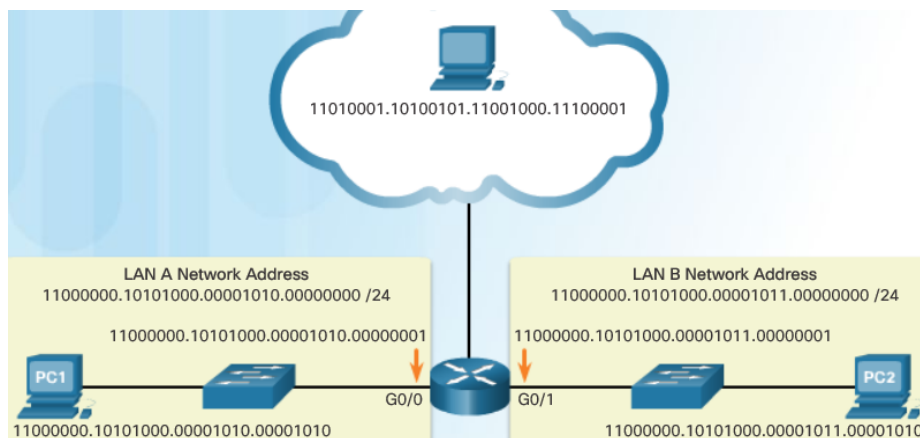 11010001.10100101.11001000.11100001
LAN A Network Address
11000000.10101000.00001010.00000000 /24
11000000.10101000.00001010.00000001
PC1
G0/0
11000000.10101000.00001010.00001010
LAN B Network Address
11000000.10101000.00001011.00000000 /24
11000000.10101000.00001011.00000001
G0/1
PC2
11000000.10101000.00001011.00001010